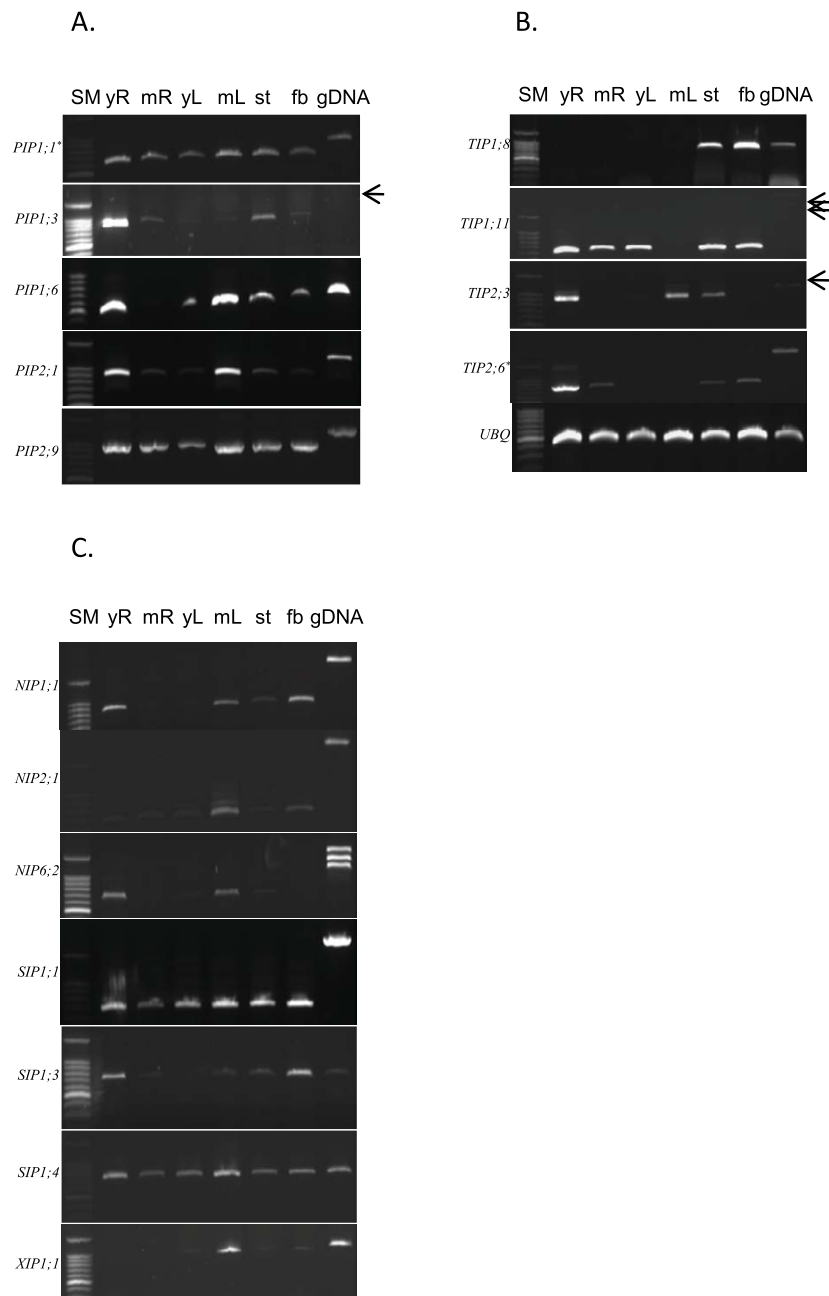 A.
SM yR mR yL mL st fb gDNA
PIP1;1*
PIP1;3
PIP1;6
PIP2;1
PIP2;9
B.
SM yR mR yL mL st fb gDNA
TIP1;8
TIP1;11
TIP2;3
TIP2;6*
UBQ
C.
SM yR mR yL mL st fb gDNA
NIP1;1
NIP2;1
NIP6;2
SIP1;1
SIP1;3
SIP1;4
XIP1;1